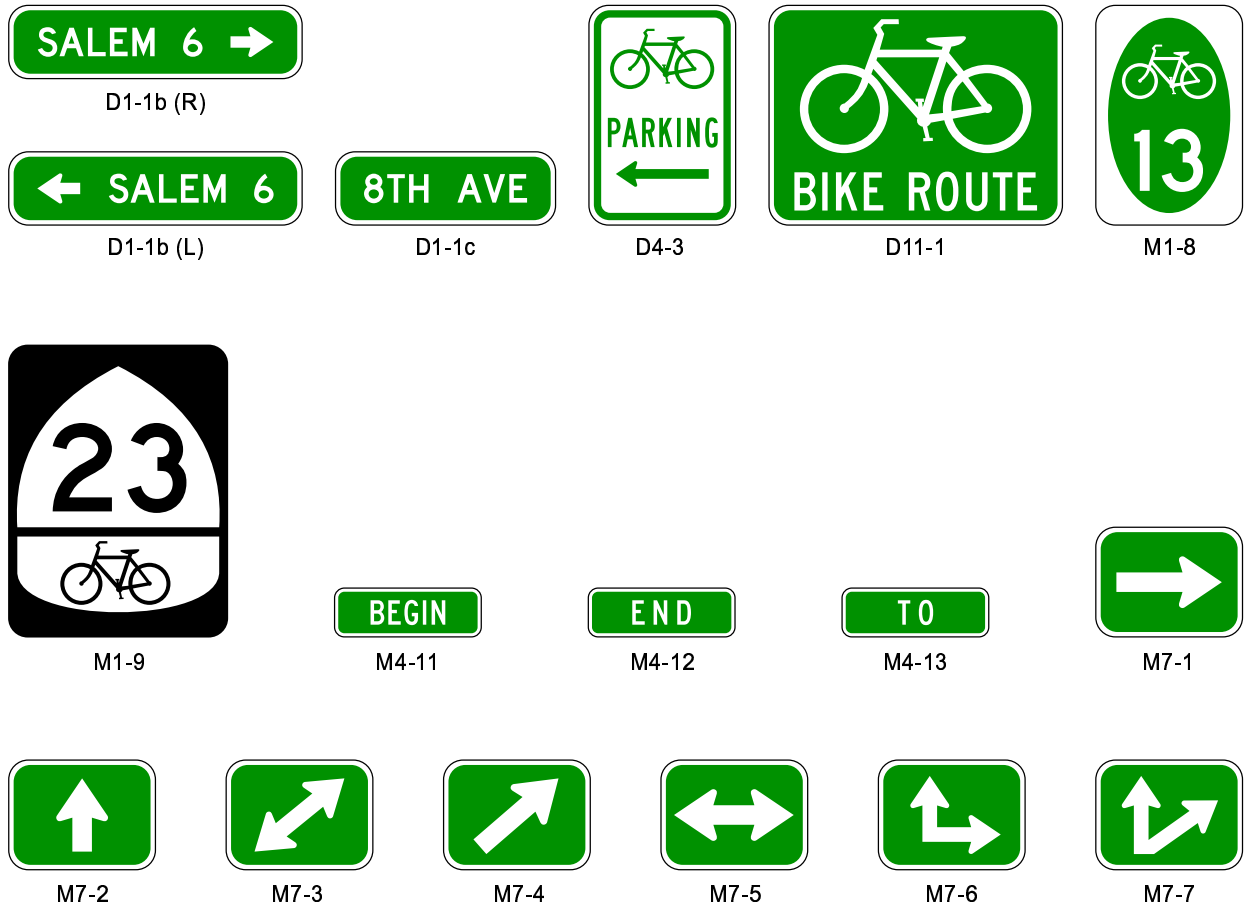 SALEM 6
D1-1b (R)
SALEM 6
D1-1b (L)
8TH AVE
D1-1c
PARKING
D4-3
BIKE ROUTE
D11-1
13
M1-8
23
M1-9
BEGIN
M4-11
END
M4-12
TO
M4-13
M7-1
M7-2
M7-3
M7-4
M7-5
M7-6
M7-7